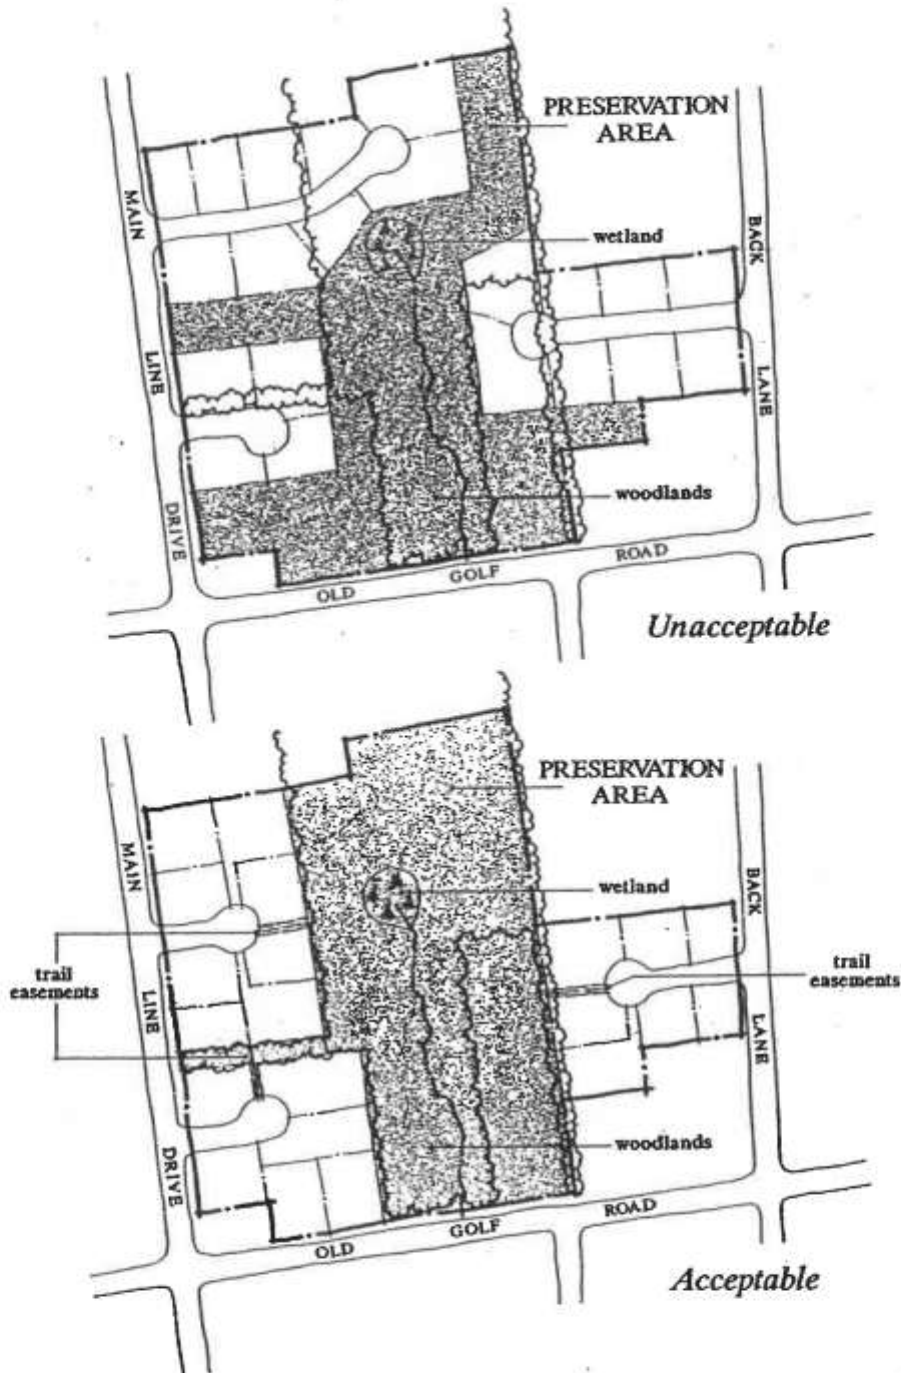 PRESERVATION
AREA
MAIN
BACK
wetland
LINE
LANE
woodlands
DRIVE
ROAD
GOLF
OLD
Unacceptable
PRESERVATION
AREA
MAIN
BACK
wetland
trail
easements
trail
easements
LINE
LANE
woodlands
DRIVE
ROAD
GOLF
OLD
Acceptable